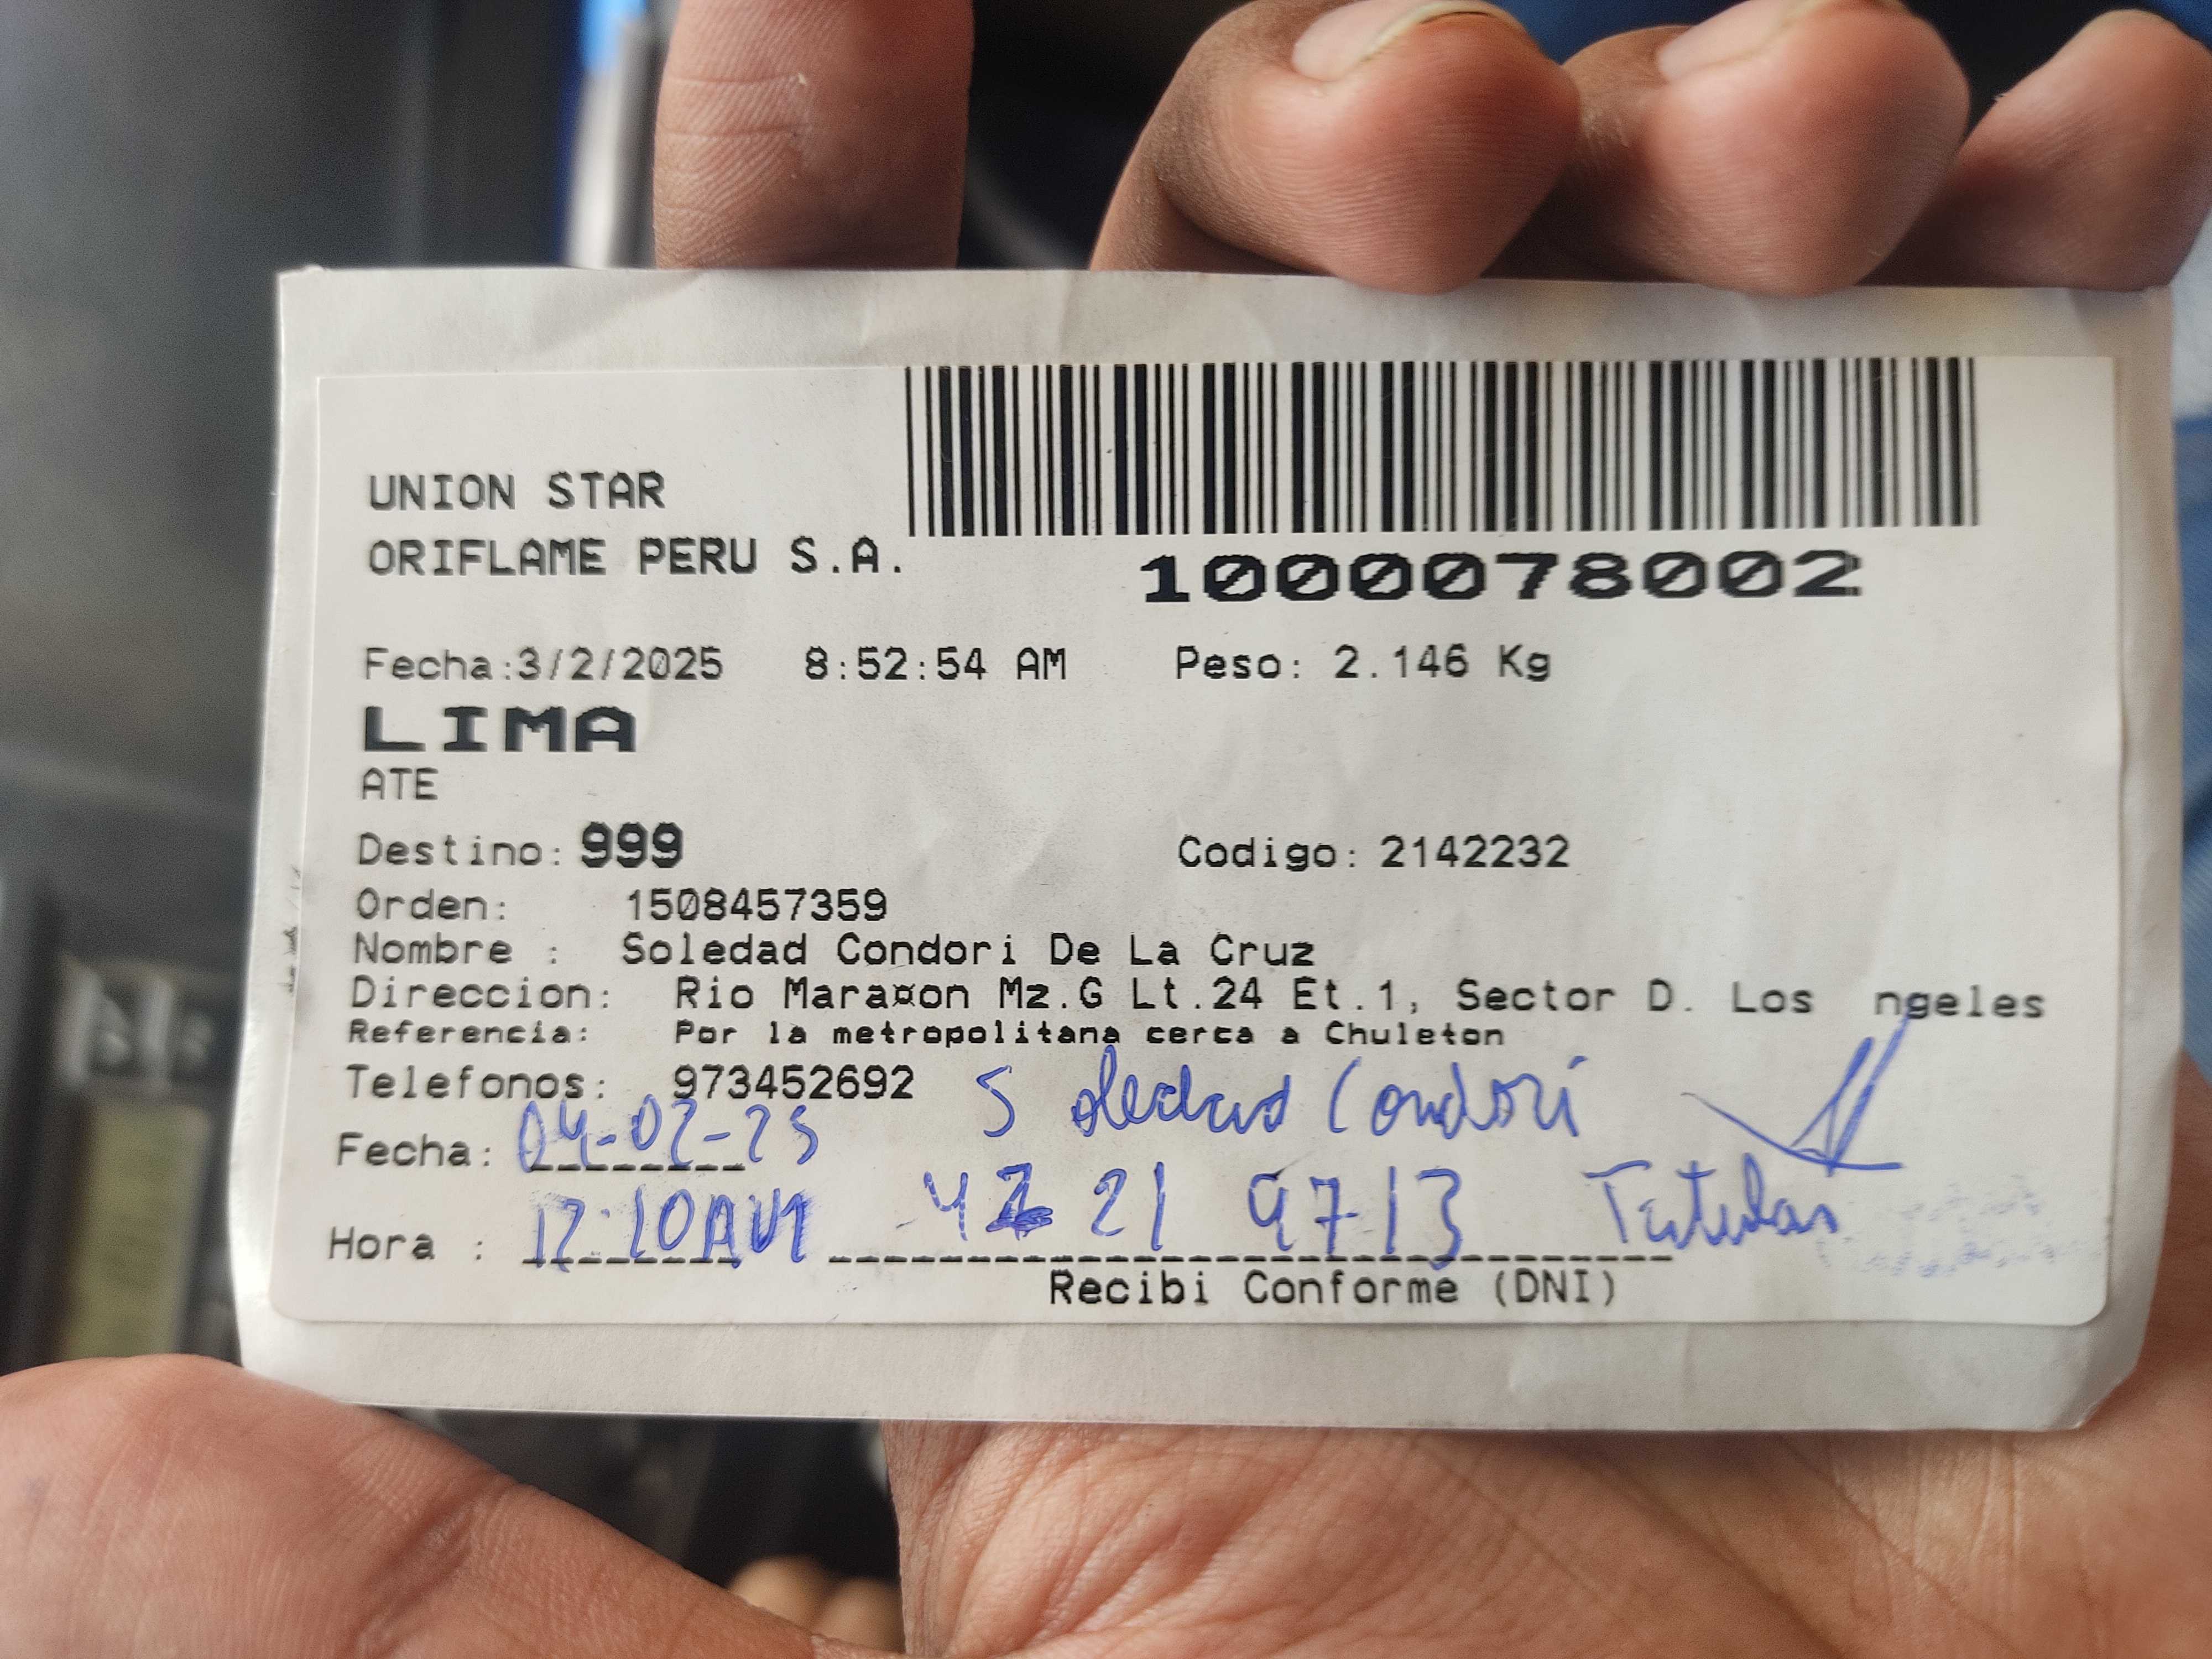 UNION STAR
ORIFLAME PERU S.A.
1000078002
Fecha:3/2/2025 8:52:54 AM Peso: 2.146 Kg
LIMA
ATE
Destino: 999 Codigo: 2142232
Orden: 1508457359
Nombre : Soledad Condori De La Cruz
Direccion: Rio Mara¤on Mz.G Lt.24 Et.1, Sector D. Los ngeles
Referencia: Por la metropolitana cerca a Chuleton
Telefonos: 973452692 Soledad Condori
Fecha: 04-02-25
Hora : 12:10AM 21 9713 Titular
Recibi Conforme (DNI)